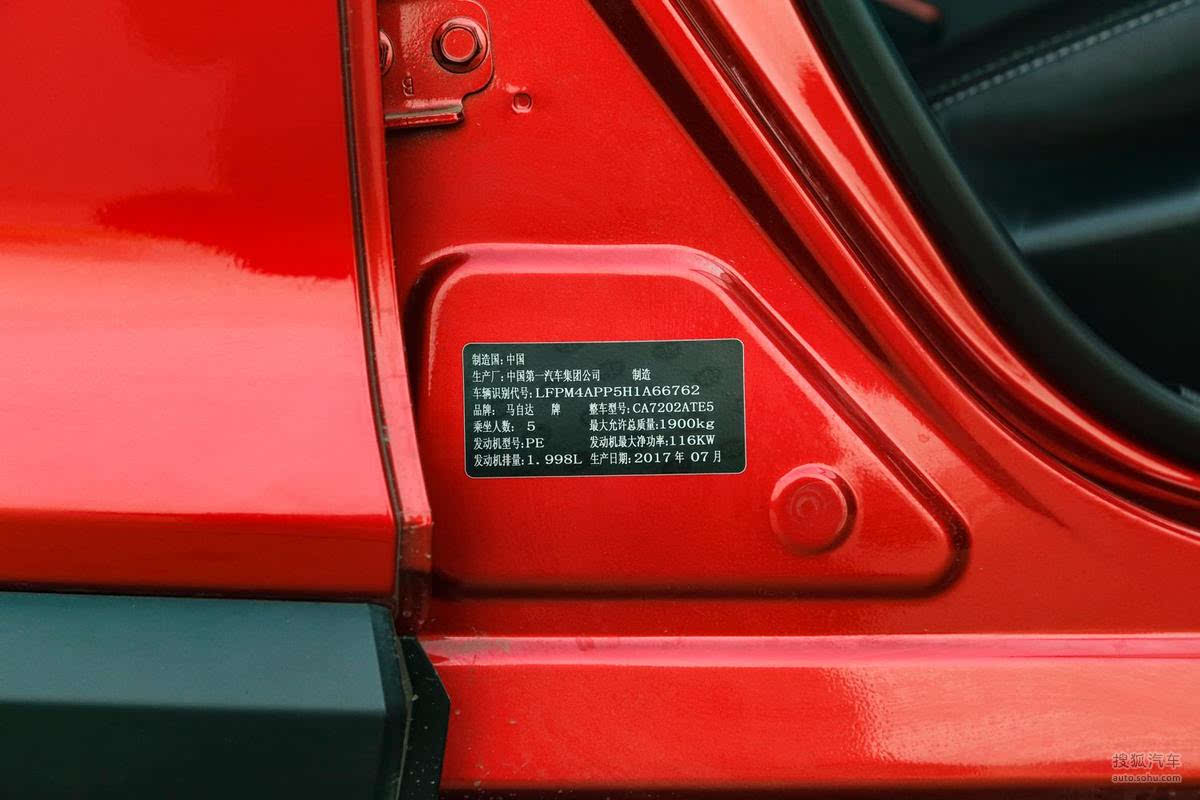 B
制造国:中国
生产厂:中国第一汽车集团公司 制造
车辆识别代号:LFPM4APP5H1A66762
品牌: 马自达 牌 整车型号:CA7202ATE5
乘坐人数: 5 最大允许总质量:1900kg
发动机型号:PE 发动机最大净功率:116KW
发动机排量:1.998L 生产日期:2017年 07月
搜狐汽车
auto.sohu.com